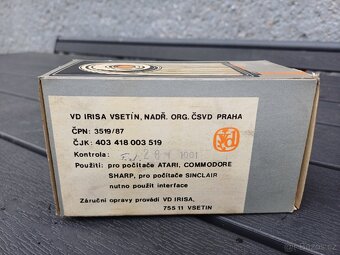 VD IRISA VSETÍN, NADŘ. ORG. ČSVD PRAHA
ČPN: 3519/87
ČJK: 403 418 003 519
Kontrola:
Použití: pro počítače ATARI, COMMODORE
SHARP, pro počítače SINCLAIR
nutno použít interface
Záruční opravy provádí VD IRISA,
755 11 VSETÍN